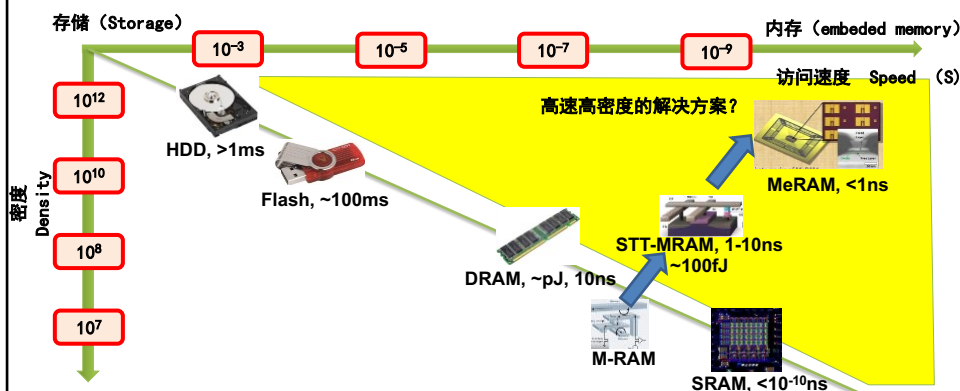 存储（Storage）
内存（embeded memory）
10⁻³
10⁻⁵
10⁻⁷
10⁻⁹
访问速度 Speed （S）
密度
Density
10¹²
10¹⁰
10⁸
10⁷
高速高密度的解决方案？
HDD, >1ms
Flash, ~100ms
DRAM, ~pJ, 10ns
M-RAM
STT-MRAM, 1-10ns
~100fJ
MeRAM, <1ns
SRAM, <10⁻¹⁰ns